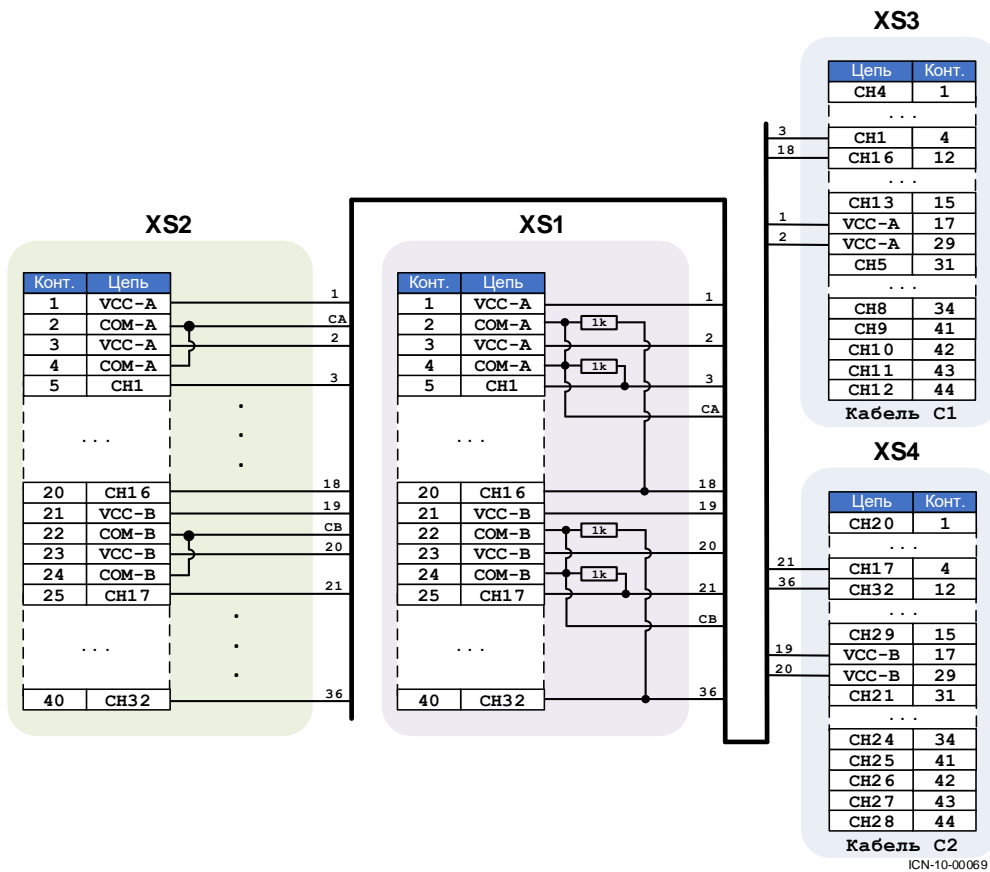 XS2
Конт. Цепь
1 VCC-A 1
2 COM-A CA
3 VCC-A 2
4 COM-A
5 CH1 3
.
.
.
...
20 CH16 18
21 VCC-B 19
22 COM-B CB
23 VCC-B 20
24 COM-B
25 CH17 21
.
.
.
...
40 CH32 36
XS1
Конт. Цепь
1 VCC-A 1
2 COM-A 1k
3 VCC-A 2
4 COM-A 1k
5 CH1 3
CA
...
20 CH16 18
21 VCC-B 19
22 COM-B 1k
23 VCC-B 20
24 COM-B 1k
25 CH17 21
CB
...
40 CH32 36
XS3
Цепь Конт.
CH4 1
...
3 CH1 4
18 CH16 12
...
CH13 15
1 VCC-A 17
2 VCC-A 29
CH5 31
...
CH8 34
CH9 41
CH10 42
CH11 43
CH12 44
Кабель C1
XS4
Цепь Конт.
CH20 1
...
21 CH17 4
36 CH32 12
...
CH29 15
19 VCC-B 17
20 VCC-B 29
CH21 31
...
CH24 34
CH25 41
CH26 42
CH27 43
CH28 44
Кабель C2
ICN-10-00069